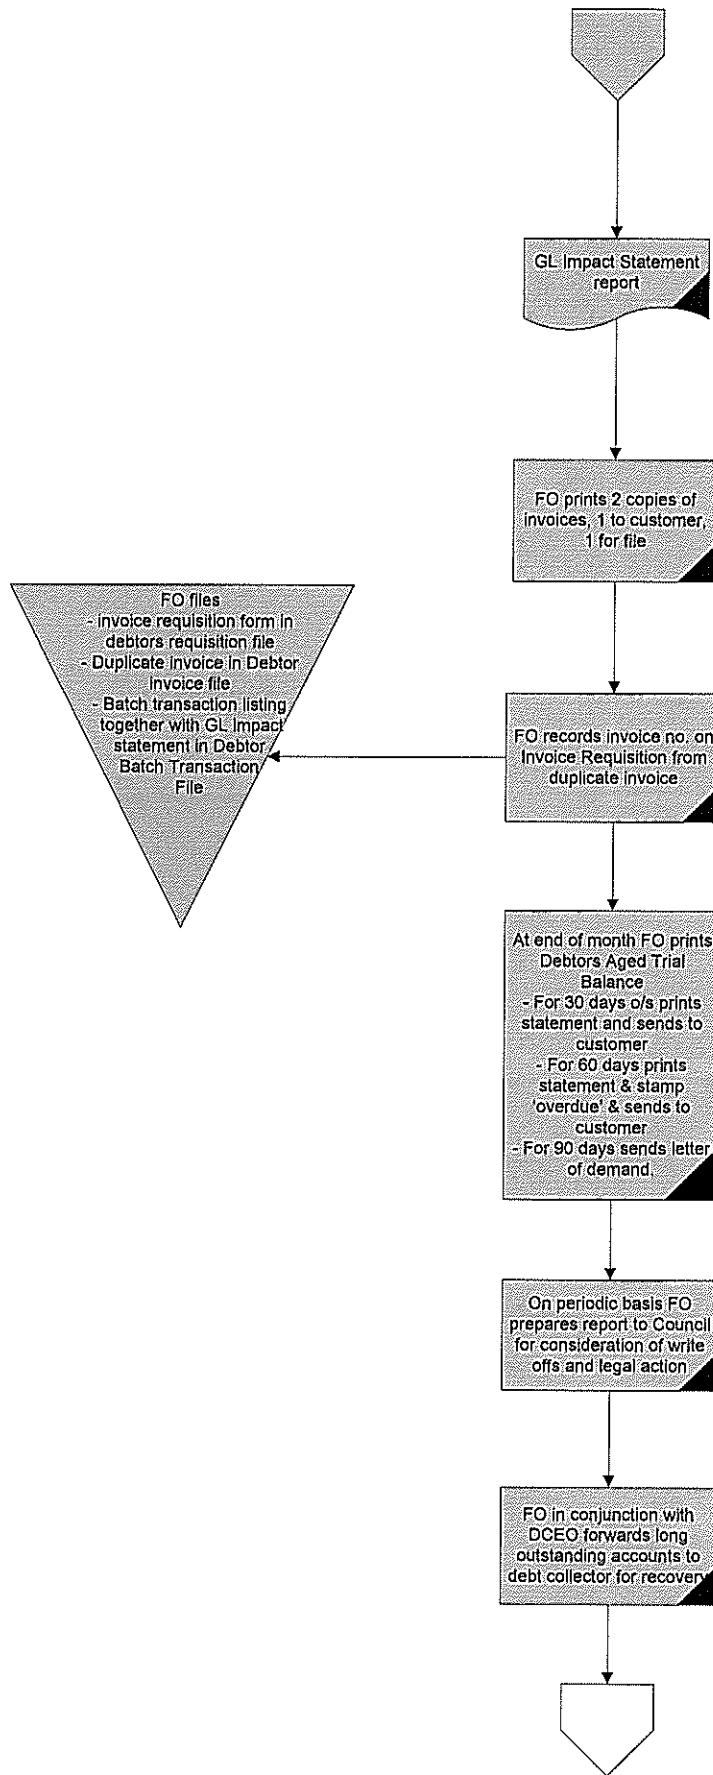 GL Impact Statement
report
FO prints 2 copies of
invoices, 1 to customer,
1 for file
FO files
- invoice requisition form in
debtors requisition file
- Duplicate invoice in Debtor
invoice file
- Batch transaction listing
together with GL Impact
statement in Debtor
Batch Transaction
File
FO records invoice no. on
Invoice Requisition from
duplicate invoice
At end of month FO prints
Debtors Aged Trial
Balance
- For 30 days o/s prints
statement and sends to
customer
- For 60 days prints
statement & stamp
'overdue' & sends to
customer
- For 90 days sends letter
of demand.
On periodic basis FO
prepares report to Council
for consideration of write
offs and legal action
FO in conjunction with
DCEO forwards long
outstanding accounts to
debt collector for recovery